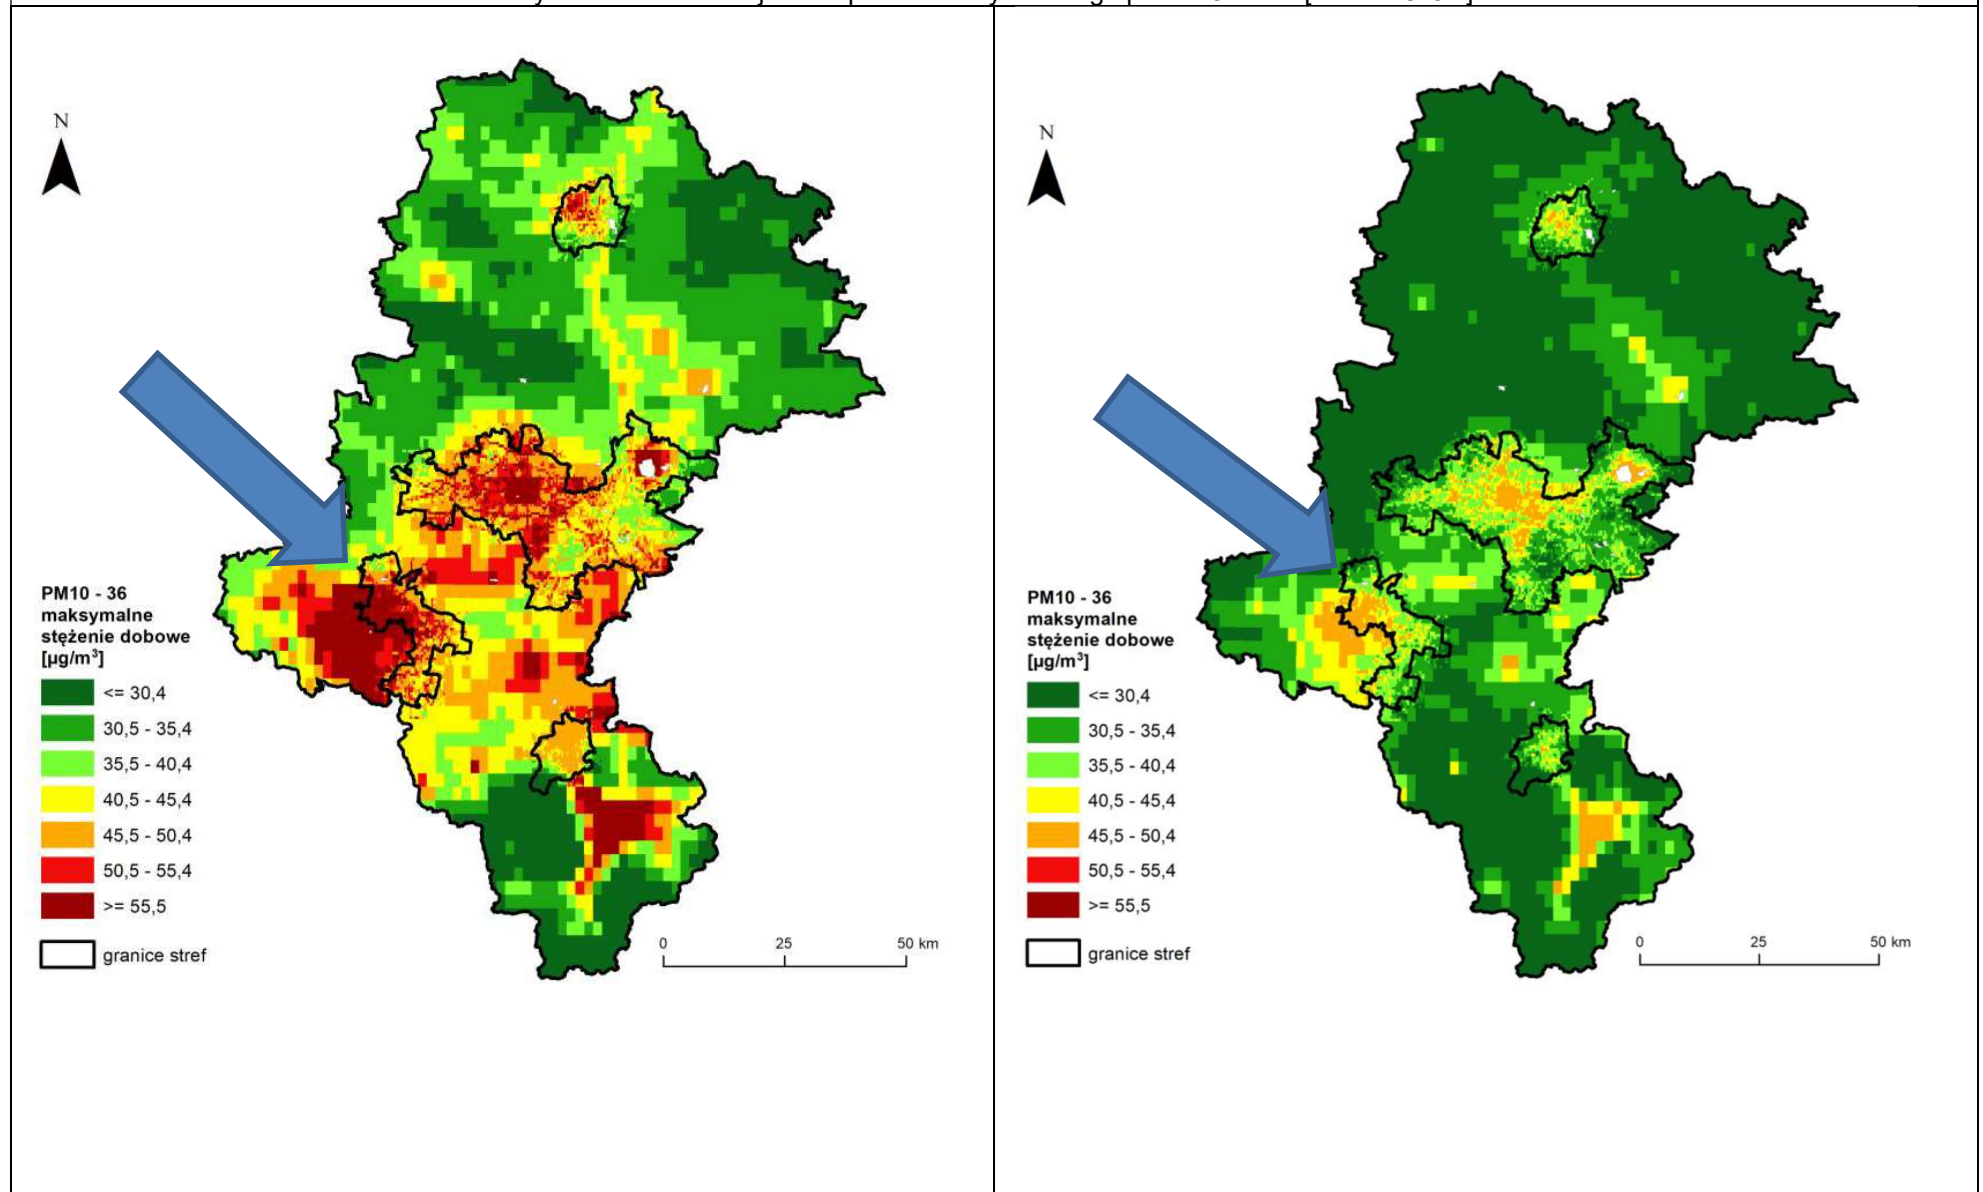 N
PM10 - 36
maksymalne
stężenie dobowe
[µg/m³]
<= 30,4
30,5 - 35,4
35,5 - 40,4
40,5 - 45,4
45,5 - 50,4
50,5 - 55,4
>= 55,5
granice stref
0 25 50 km
N
PM10 - 36
maksymalne
stężenie dobowe
[µg/m³]
<= 30,4
30,5 - 35,4
35,5 - 40,4
40,5 - 45,4
45,5 - 50,4
50,5 - 55,4
>= 55,5
granice stref
0 25 50 km